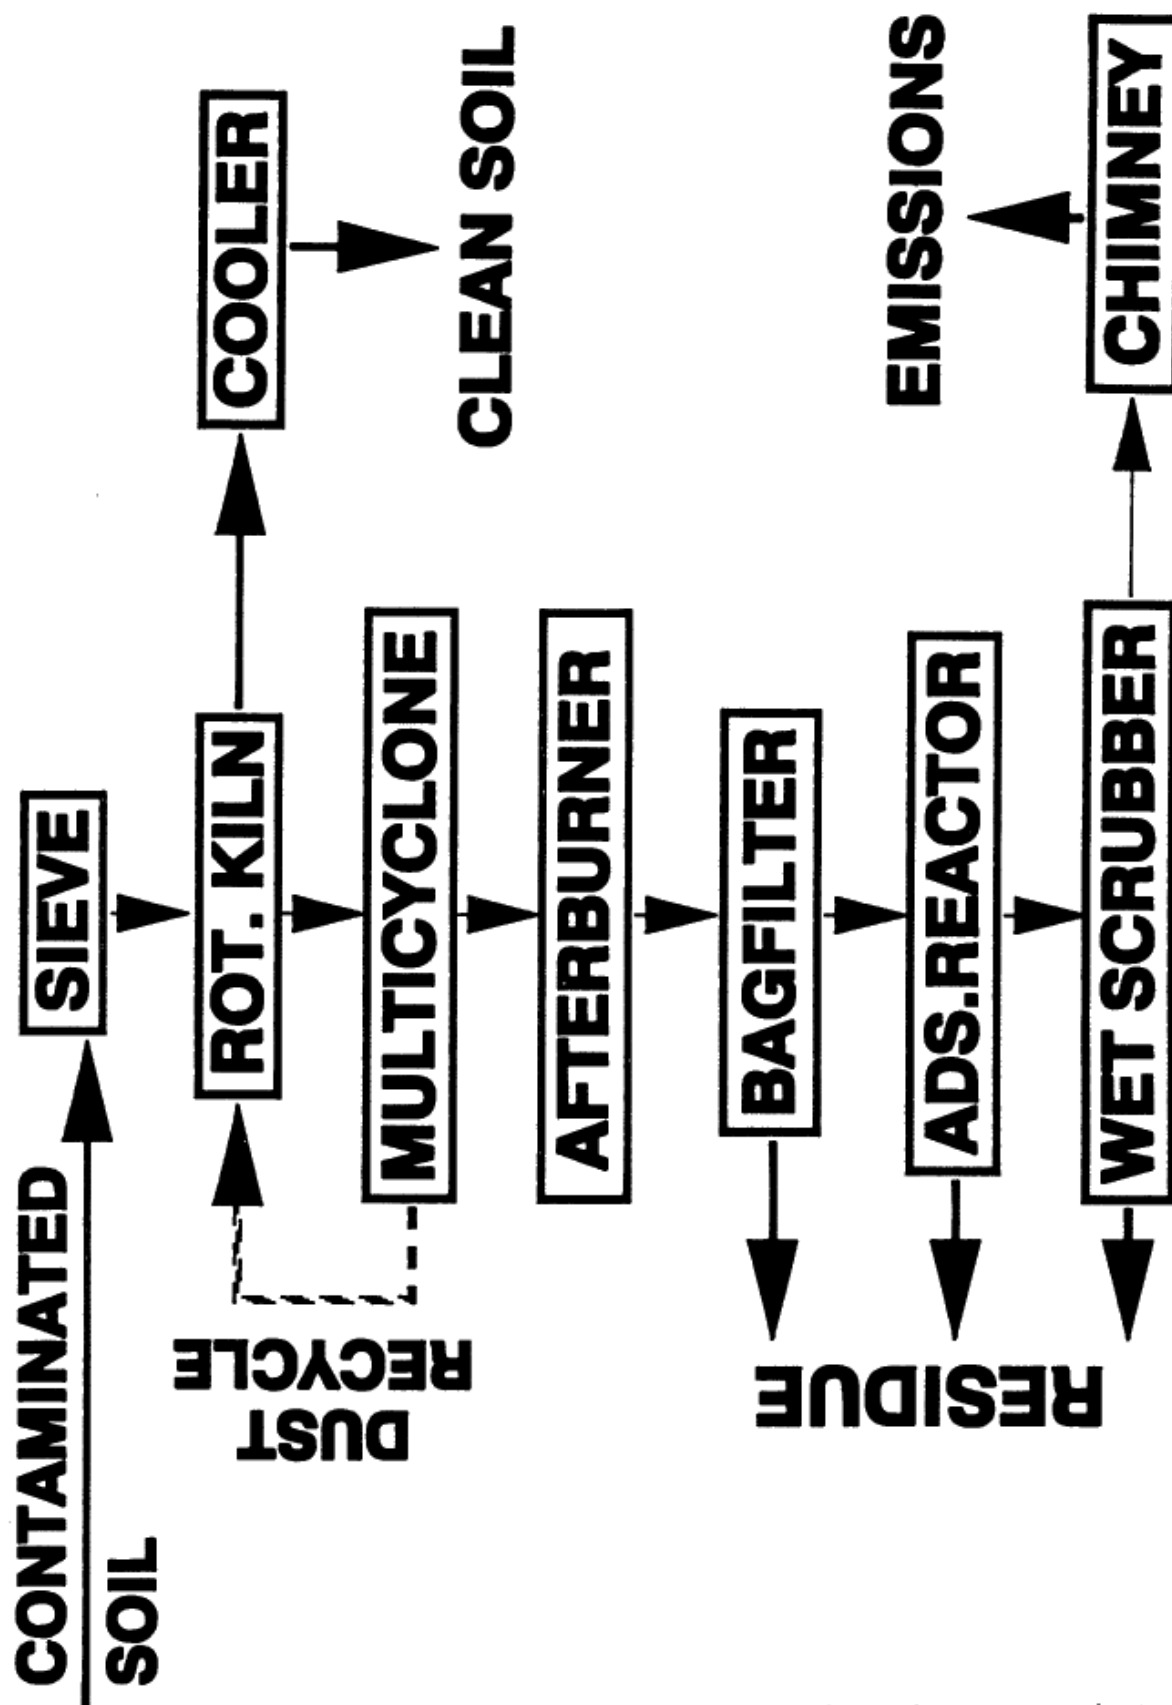 CONTAMINATED
SOIL
SIEVE
ROT. KILN
COOLER
CLEAN SOIL
DUST
RECYCLE
MULTICYCLONE
AFTERBURNER
BAGFILTER
ADS.REACTOR
RESIDUE
WET SCRUBBER
CHIMNEY
EMISSIONS